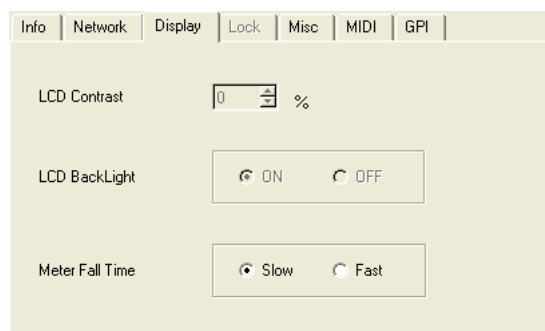 Info Network Display Lock Misc MIDI GPI
LCD Contrast 0 %
LCD BackLight ON OFF
Meter Fall Time Slow Fast